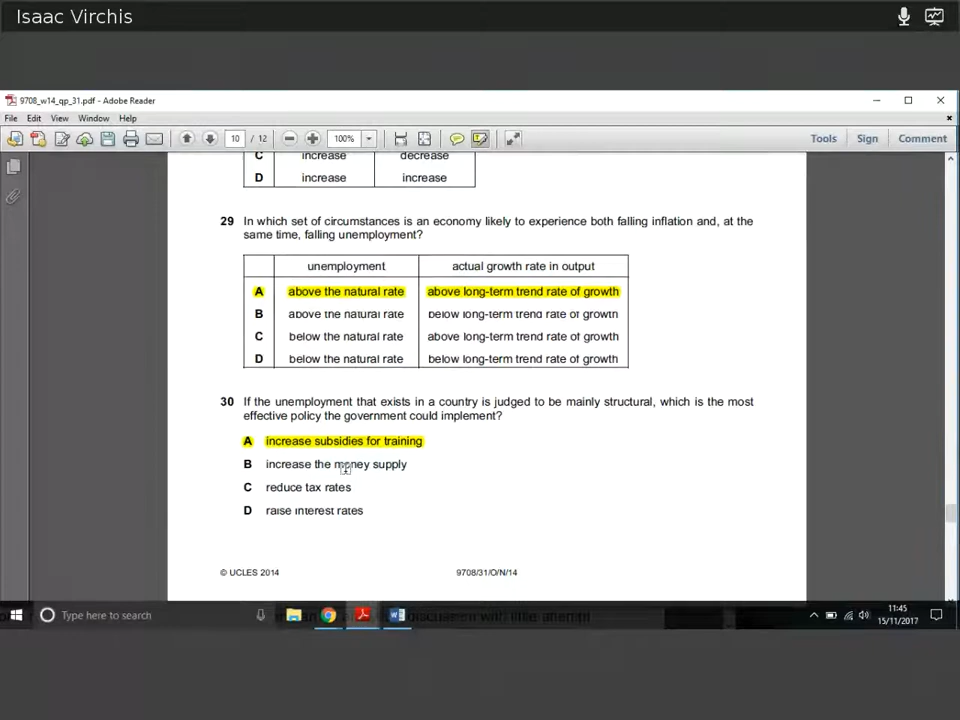 Isaac Virchis
9708_w14_qp_31.pdf - Adobe Reader
File Edit View Window Help
10 / 12 100% Tools Sign Comment
C increase decrease
D increase increase
29 In which set of circumstances is an economy likely to experience both falling inflation and, at the
same time, falling unemployment?
unemployment actual growth rate in output
A above the natural rate above long-term trend rate of growth
B above the natural rate below long-term trend rate of growth
C below the natural rate above long-term trend rate of growth
D below the natural rate below long-term trend rate of growth
30 If the unemployment that exists in a country is judged to be mainly structural, which is the most
effective policy the government could implement?
A increase subsidies for training
B increase the money supply
C reduce tax rates
D raise interest rates
© UCLES 2014 9708/31/O/N/14
Type here to search
11:45
15/11/2017